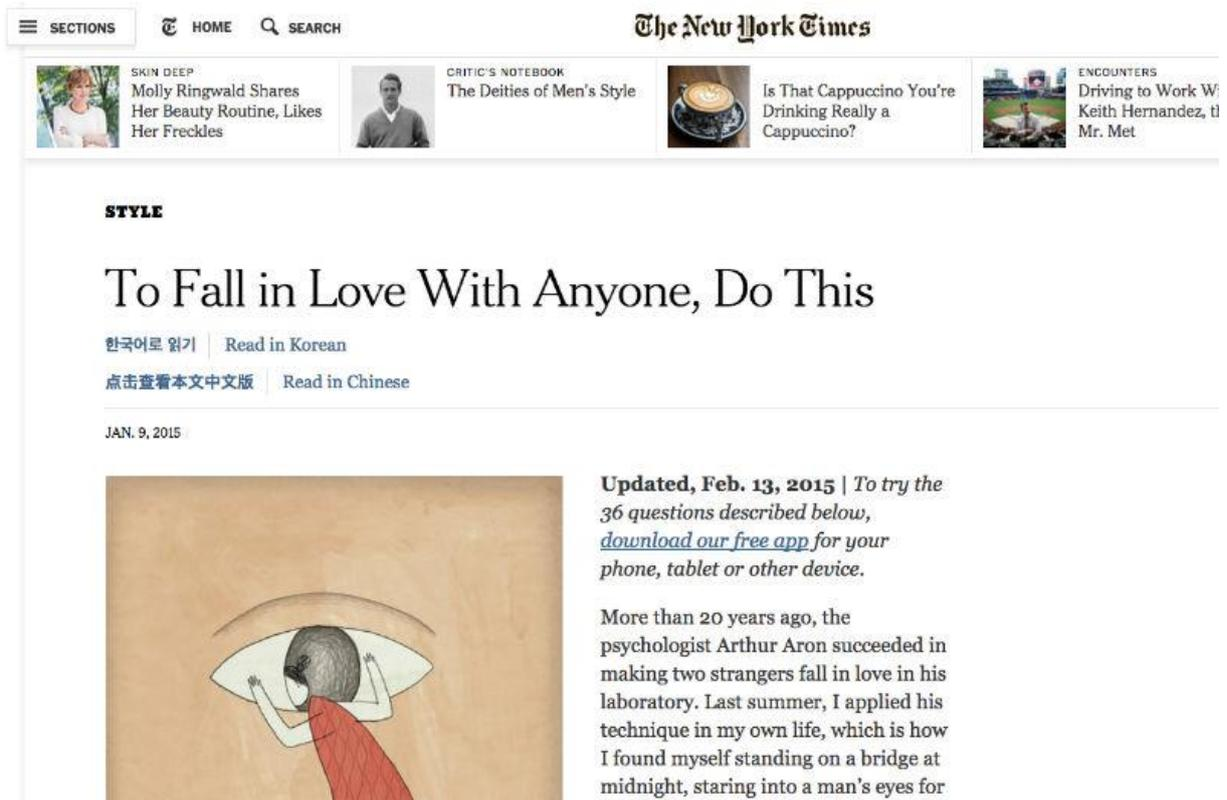 SECTIONS HOME SEARCH
The New York Times
SKIN DEEP
Molly Ringwald Shares
Her Beauty Routine, Likes
Her Freckles
CRITIC'S NOTEBOOK
The Deities of Men's Style
Is That Cappuccino You're
Drinking Really a
Cappuccino?
ENCOUNTERS
Driving to Work
Keith Hernandez,
Mr. Met
STYLE
To Fall in Love With Anyone, Do This
한국어로 읽기 Read in Korean
点击查看本文中文版 Read in Chinese
JAN. 9, 2015
Updated, Feb. 13, 2015 | To try the
36 questions described below,
download our free app for your
phone, tablet or other device.
More than 20 years ago, the
psychologist Arthur Aron succeeded in
making two strangers fall in love in his
laboratory. Last summer, I applied his
technique in my own life, which is how
I found myself standing on a bridge at
midnight, staring into a man's eyes for